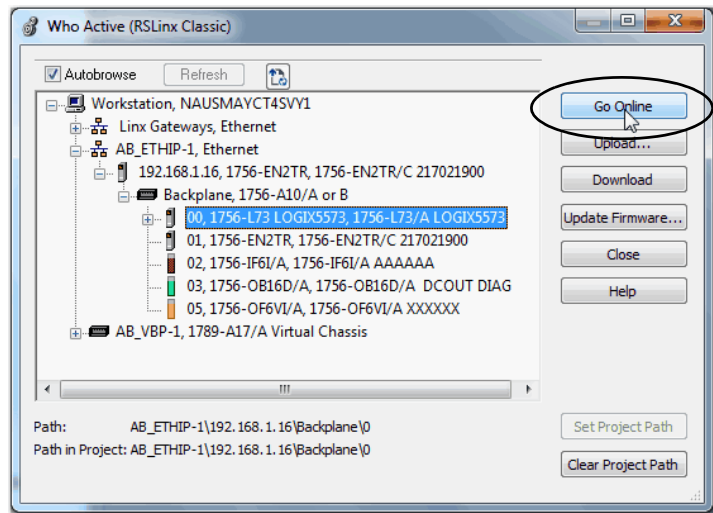 Who Active (RSLinx Classic)
Autobrowse Refresh
Workstation, NAUSMAYCT4SVY1
Linx Gateways, Ethernet
AB_ETHIP-1, Ethernet
192.168.1.16, 1756-EN2TR, 1756-EN2TR/C 217021900
Backplane, 1756-A10/A or B
00, 1756-L73 LOGIX5573, 1756-L73/A LOGIX5573
01, 1756-EN2TR, 1756-EN2TR/C 217021900
02, 1756-IF6I/A, 1756-IF6I/A AAAAAA
03, 1756-OB16D/A, 1756-OB16D/A DCOUT DIAG
05, 1756-OF6VI/A, 1756-OF6VI/A XXXXXX
AB_VBP-1, 1789-A17/A Virtual Chassis
Go Online
Upload...
Download
Update Firmware...
Close
Help
Path: AB_ETHIP-1\192.168.1.16\Backplane\0
Path in Project: AB_ETHIP-1\192.168.1.16\Backplane\0
Set Project Path
Clear Project Path